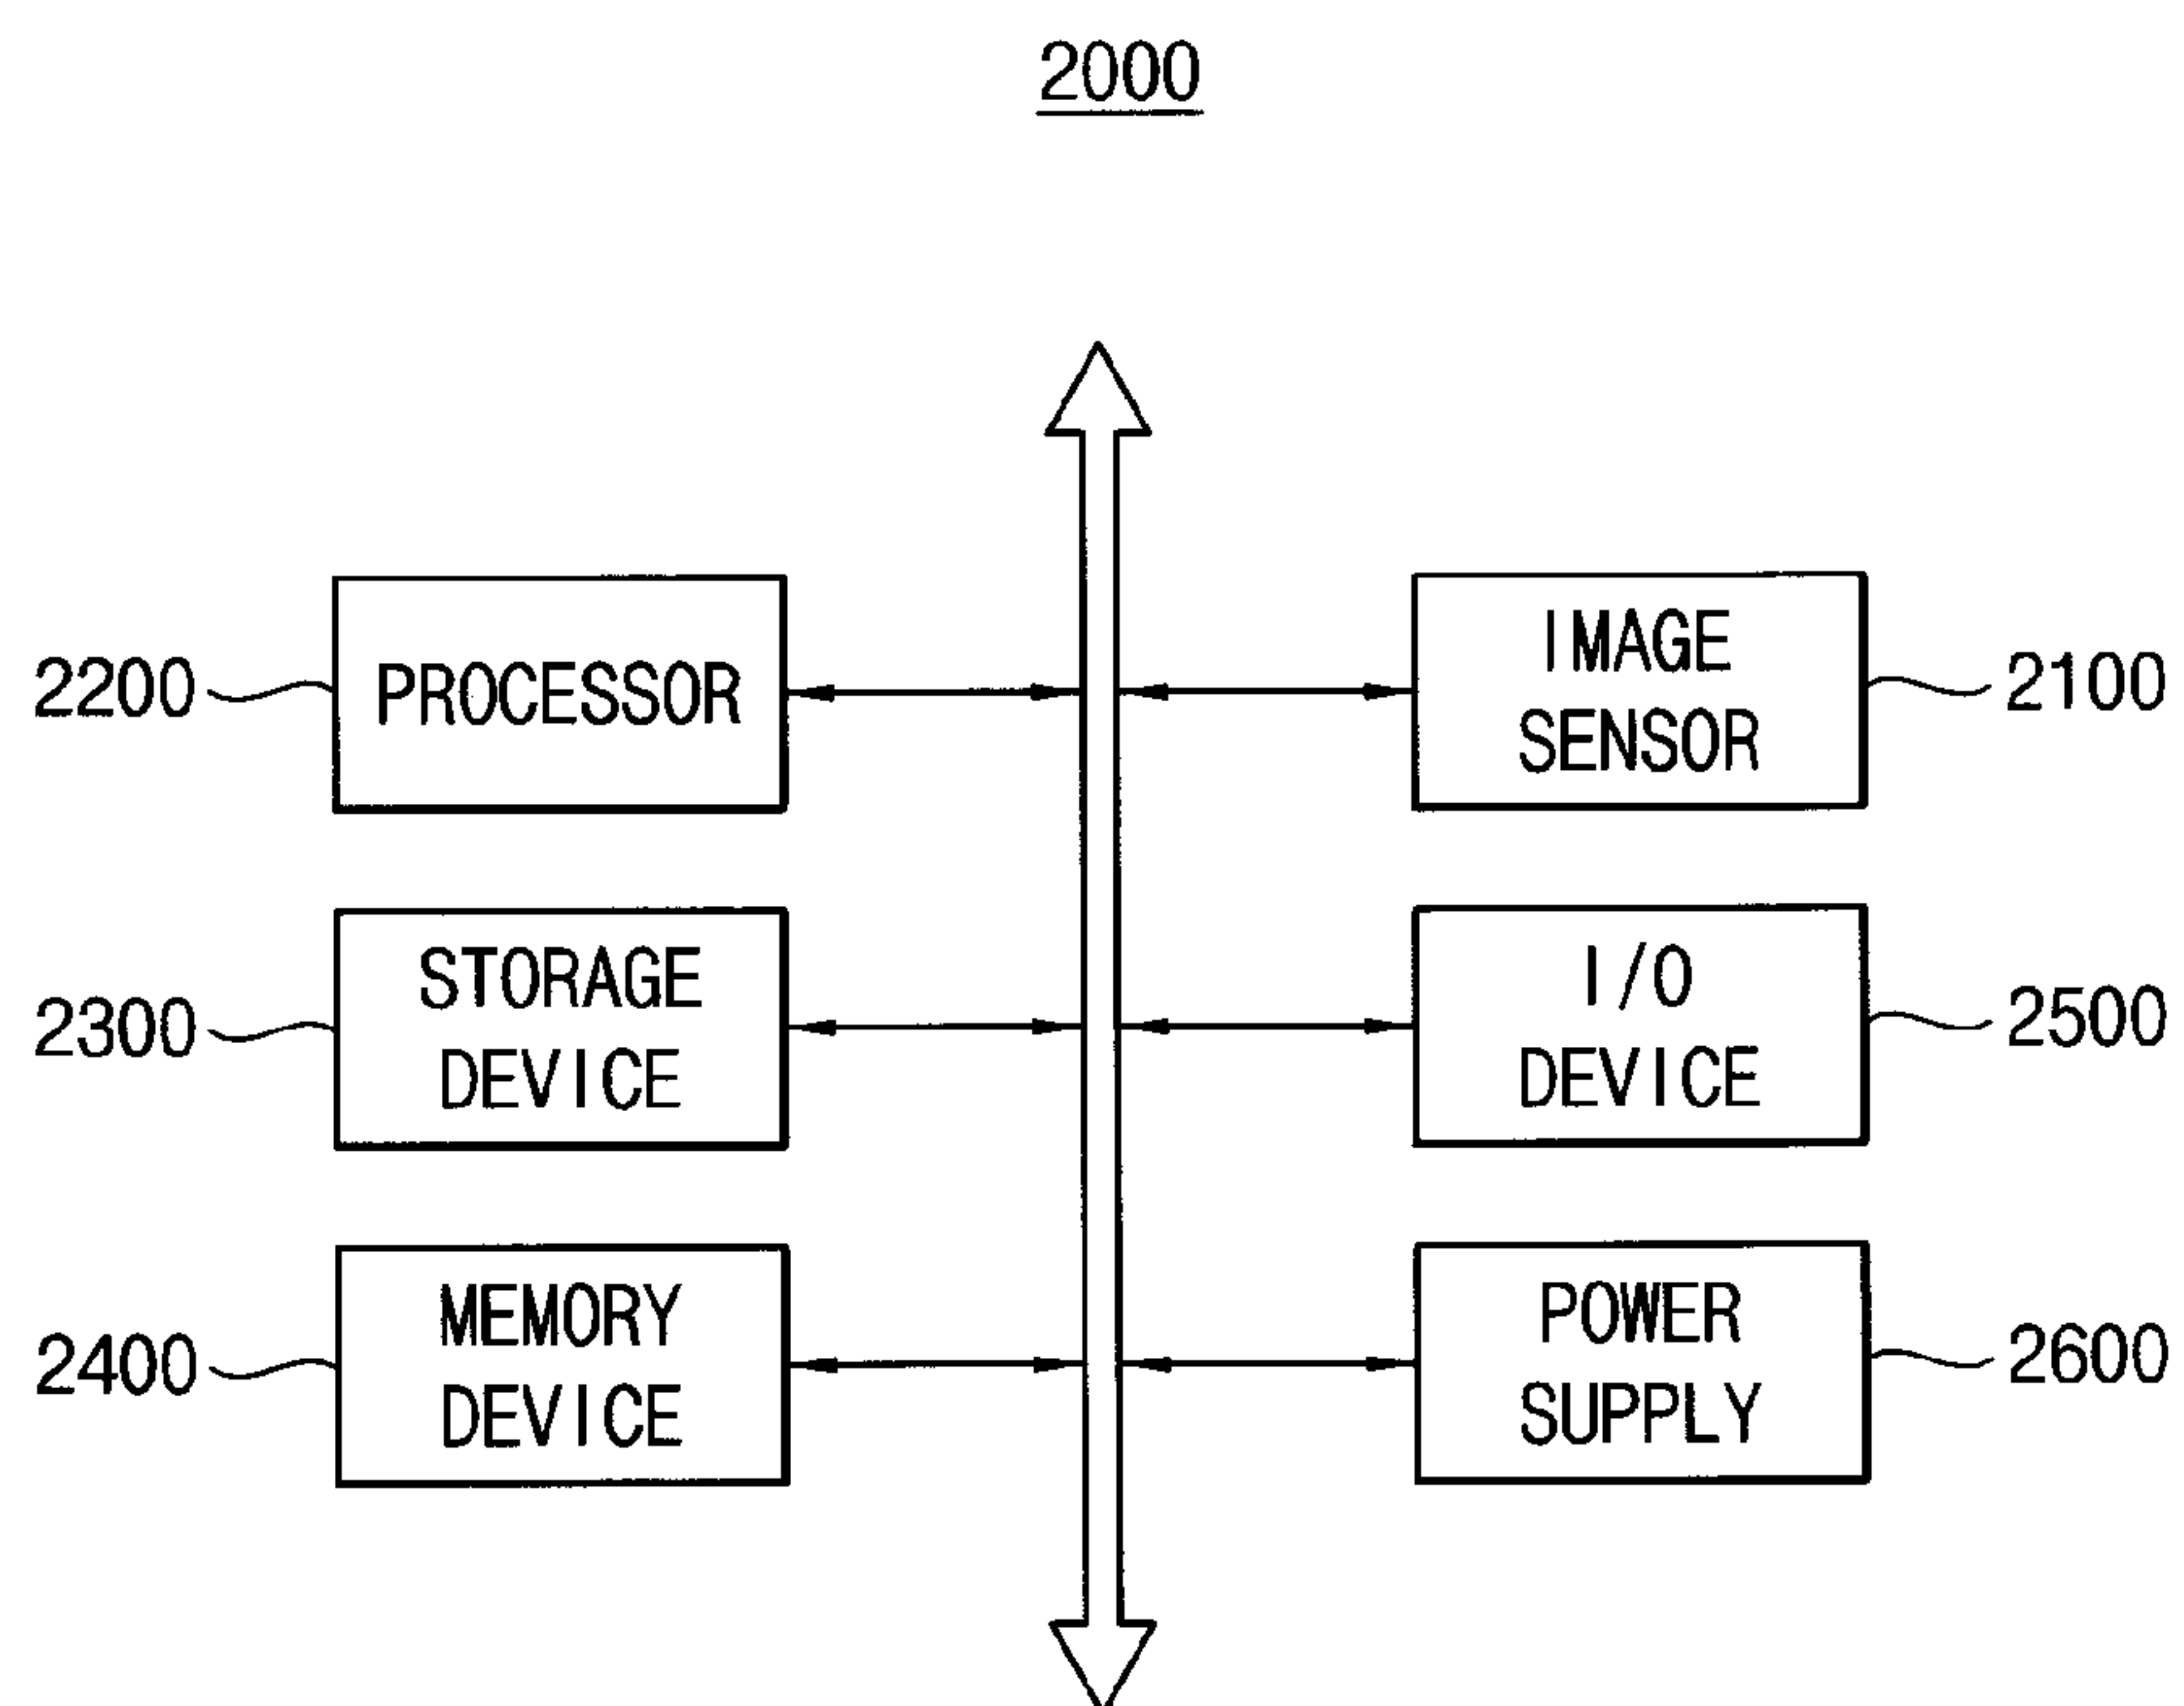 2000
2200
PROCESSOR
IMAGE
SENSOR
2100
2300
STORAGE
DEVICE
I/O
DEVICE
2500
2400
MEMORY
DEVICE
POWER
SUPPLY
2600